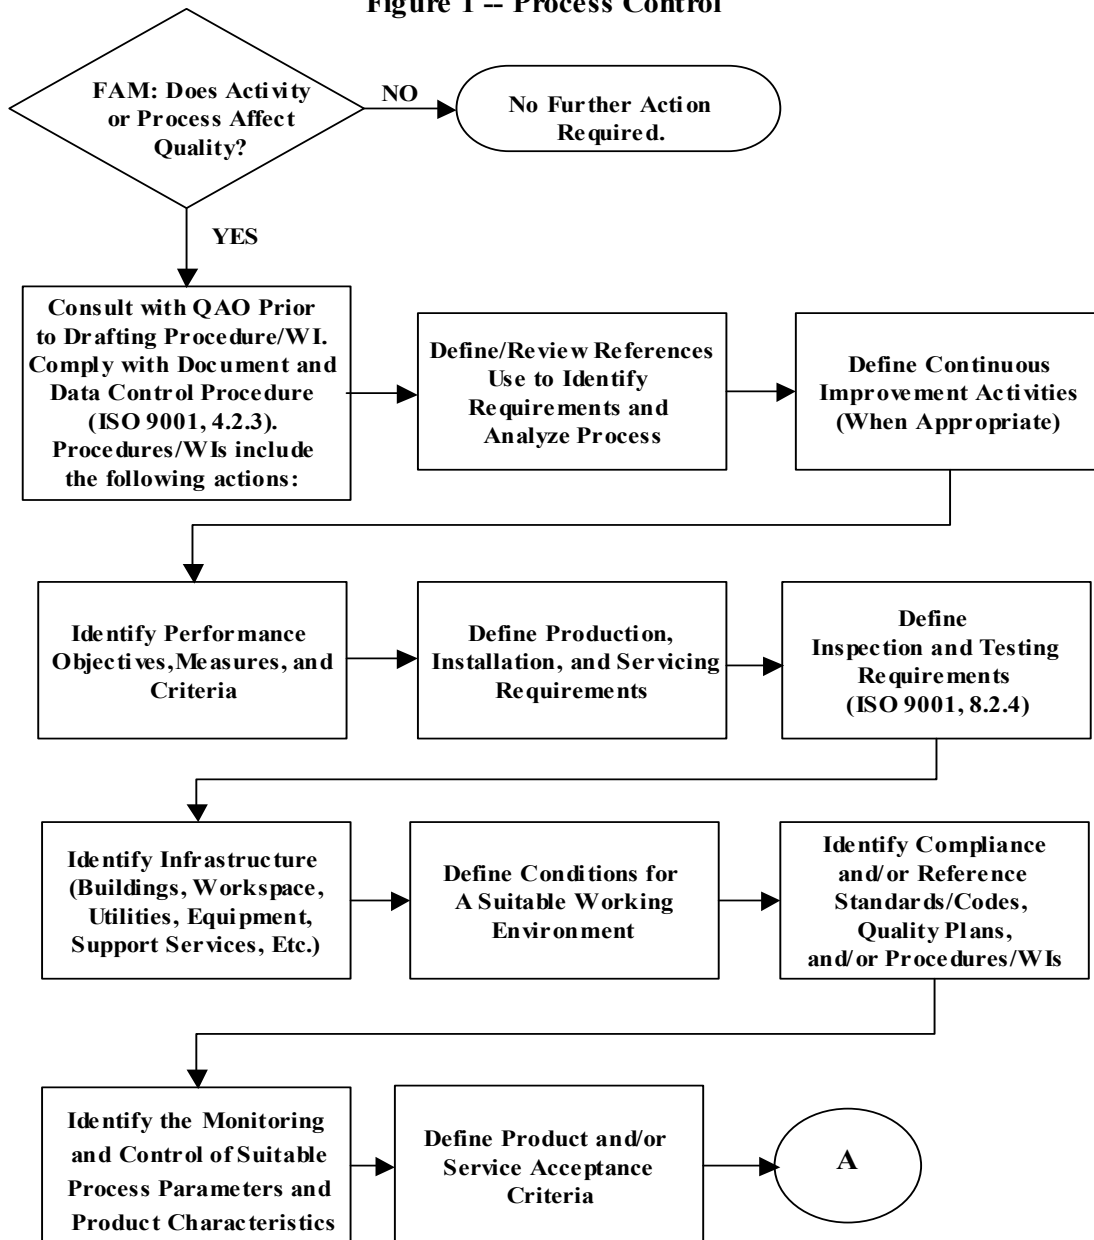 Figure 1 -- Process Control
FAM: Does Activity
or Process Affect
Quality?
NO
No Further Action
Required.
YES
Consult with QAO Prior
to Drafting Procedure/WI.
Comply with Document and
Data Control Procedure
(ISO 9001, 4.2.3).
Procedures/WIs include
the following actions:
Define/Review References
Use to Identify
Requirements and
Analyze Process
Define Continuous
Improvement Activities
(When Appropriate)
Identify Performance
Objectives,Measures, and
Criteria
Define Production,
Installation, and Servicing
Requirements
Define
Inspection and Testing
Requirements
(ISO 9001, 8.2.4)
Identify Infrastructure
(Buildings, Workspace,
Utilities, Equipment,
Support Services, Etc.)
Define Conditions for
A Suitable Working
Environment
Identify Compliance
and/or Reference
Standards/Codes,
Quality Plans,
and/or Procedures/WIs
Identify the Monitoring
and Control of Suitable
Process Parameters and
Product Characteristics
Define Product and/or
Service Acceptance
Criteria
A